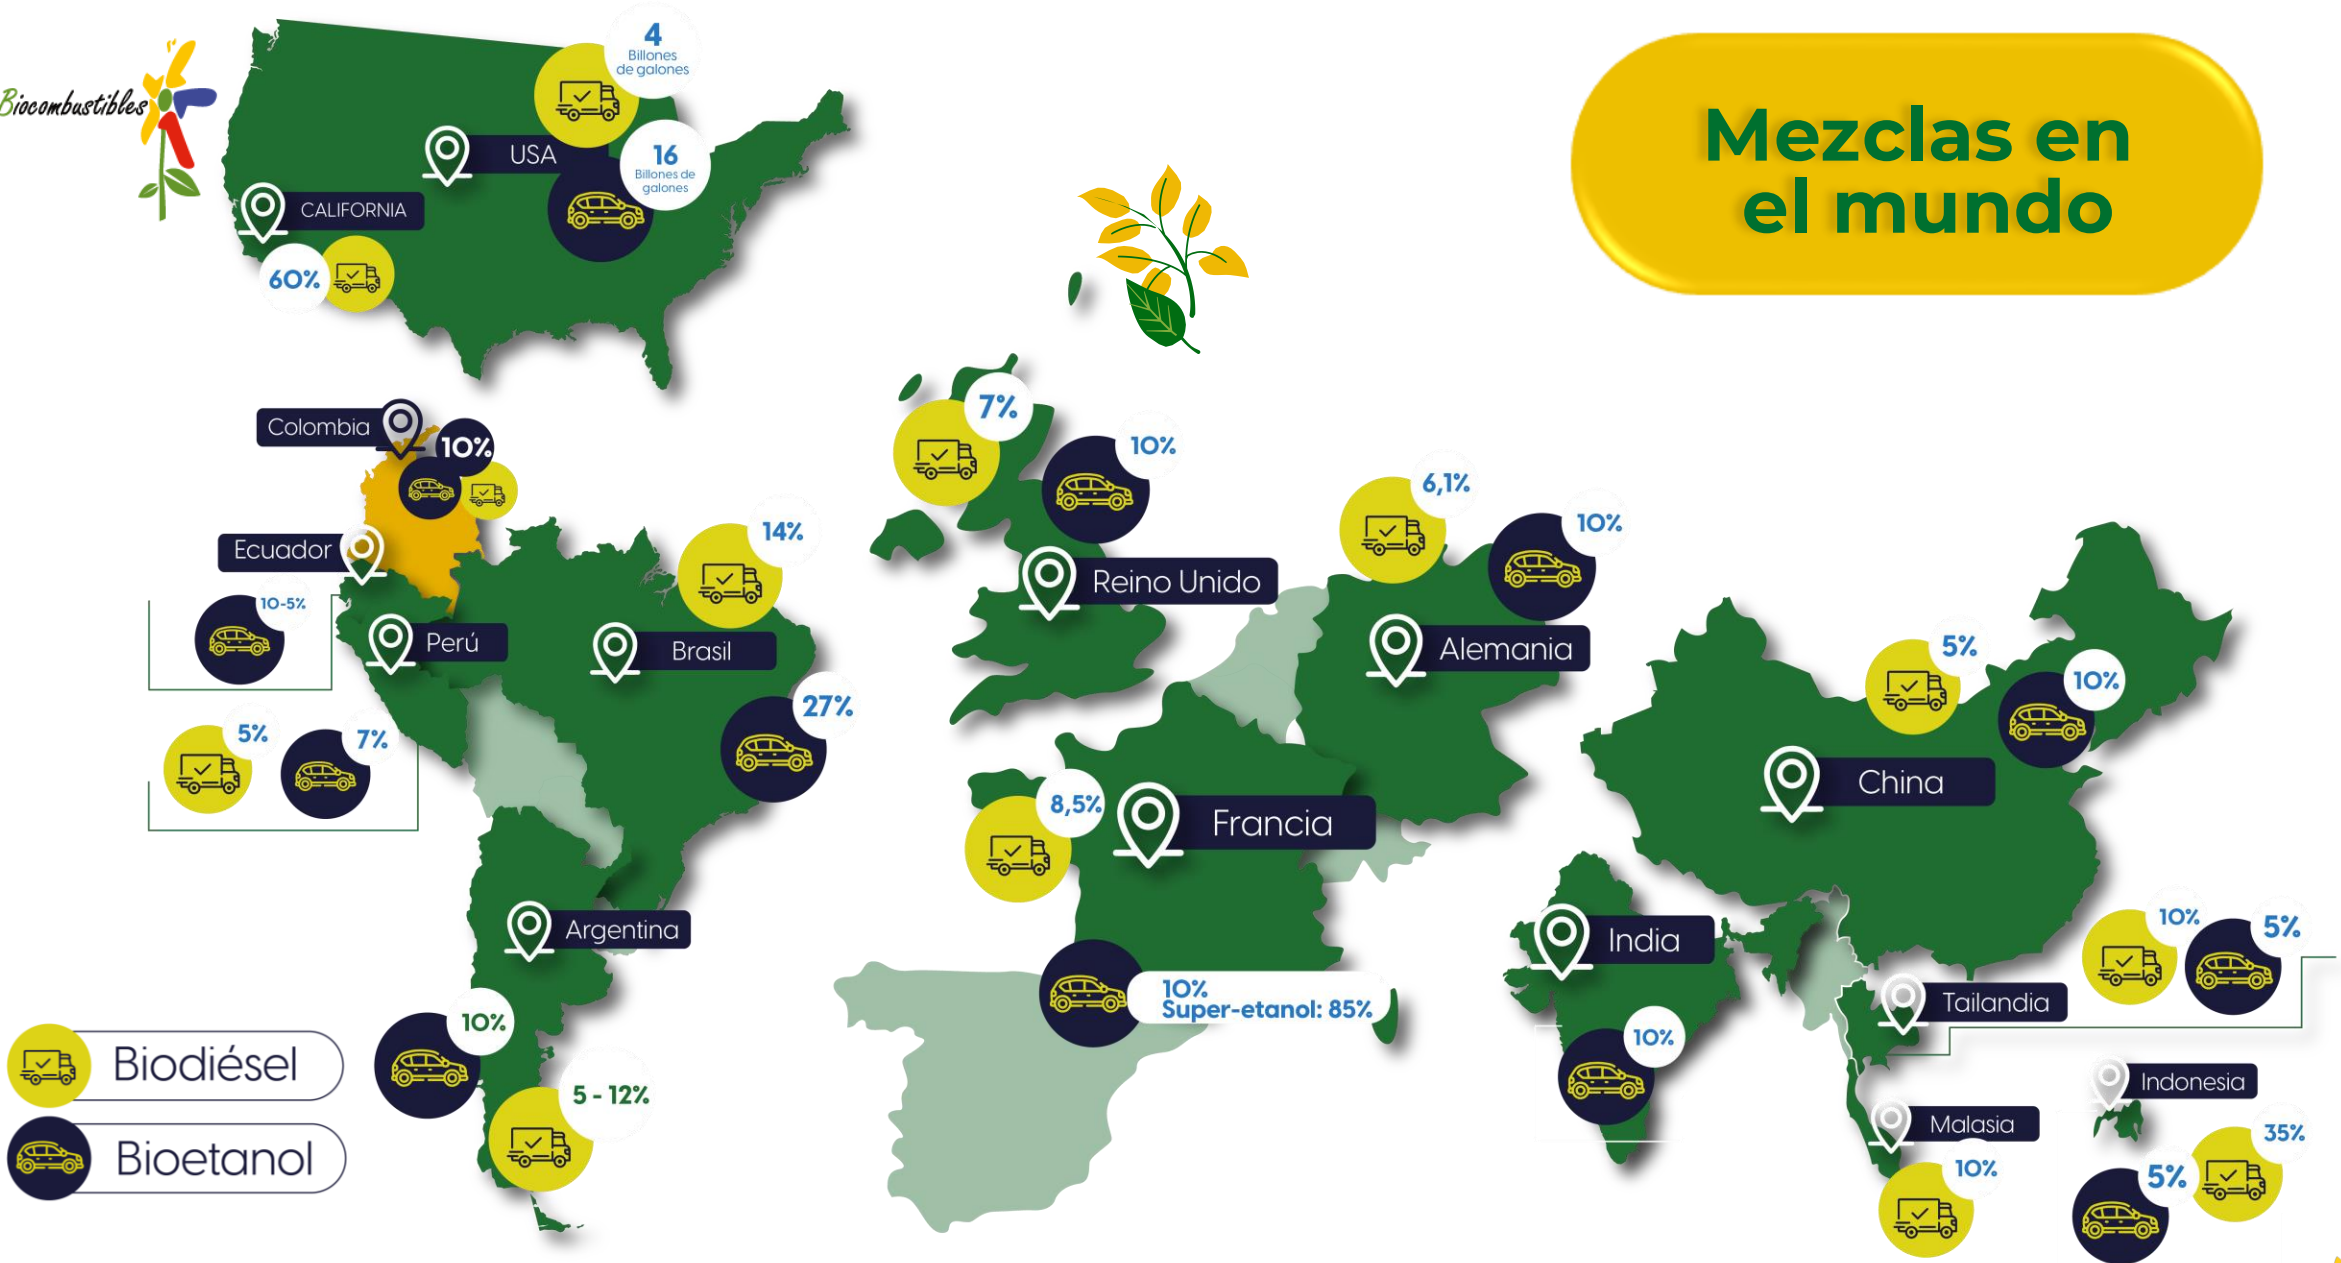 Biocombustibles
Mezclas en
el mundo
4
Billones
de galones
USA
16
Billones de
galones
CALIFORNIA
60%
Colombia
10%
Ecuador
10-5%
Perú
5%
7%
Brasil
14%
27%
Argentina
10%
5 - 12%
Biodiésel
Bioetanol
7%
10%
Reino Unido
6,1%
10%
Alemania
8,5%
Francia
10%
Super-etanol: 85%
5%
10%
China
India
10%
10%
5%
Tailandia
Indonesia
35%
5%
Malasia
10%